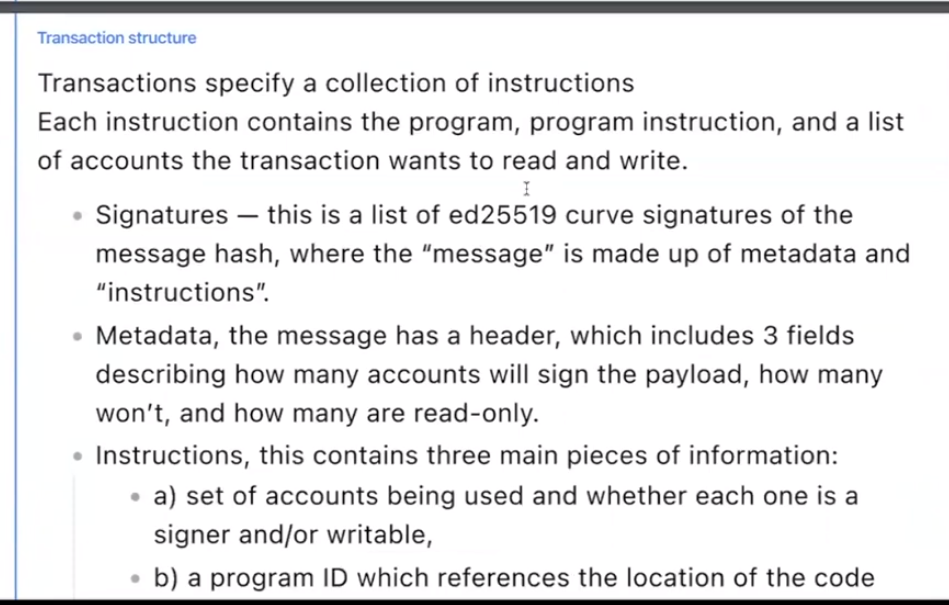 Transaction structure
Transactions specify a collection of instructions
Each instruction contains the program, program instruction, and a list
of accounts the transaction wants to read and write.
• Signatures — this is a list of ed25519 curve signatures of the
message hash, where the “message” is made up of metadata and
“instructions”.
• Metadata, the message has a header, which includes 3 fields
describing how many accounts will sign the payload, how many
won’t, and how many are read-only.
• Instructions, this contains three main pieces of information:
• a) set of accounts being used and whether each one is a
signer and/or writable,
• b) a program ID which references the location of the code